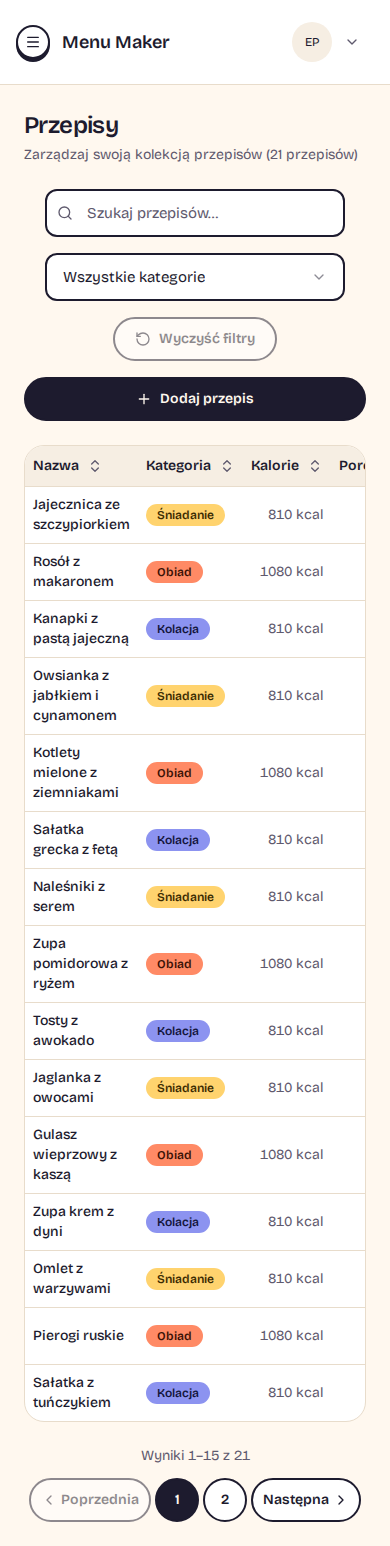 Menu Maker
EP
Przepisy
Zarządzaj swoją kolekcją przepisów (21 przepisów)
Szukaj przepisów...
Wszystkie kategorie
Wyczyść filtry
Dodaj przepis
Nazwa Kategoria Kalorie
Jajecznica ze
szczypiorkiem
Śniadanie 810 kcal
Rosół z
makaronem
Obiad 1080 kcal
Kanapki z
pastą jajeczną
Kolacja 810 kcal
Owsianka z
jabłkiem i
cynamonem
Śniadanie 810 kcal
Kotlety
mielone z
ziemniakami
Obiad 1080 kcal
Sałatka
grecka z fetą
Kolacja 810 kcal
Naleśniki z
serem
Śniadanie 810 kcal
Zupa
pomidorowa z
ryżem
Obiad 1080 kcal
Tosty z
awokado
Kolacja 810 kcal
Jaglanka z
owocami
Śniadanie 810 kcal
Gulasz
wieprzowy z
kaszą
Obiad 1080 kcal
Zupa krem z
dyni
Kolacja 810 kcal
Omlet z
warzywami
Śniadanie 810 kcal
Pierogi ruskie Obiad 1080 kcal
Sałatka z
tuńczykiem
Kolacja 810 kcal
Wyniki 1–15 z 21
Poprzednia 1 2 Następna